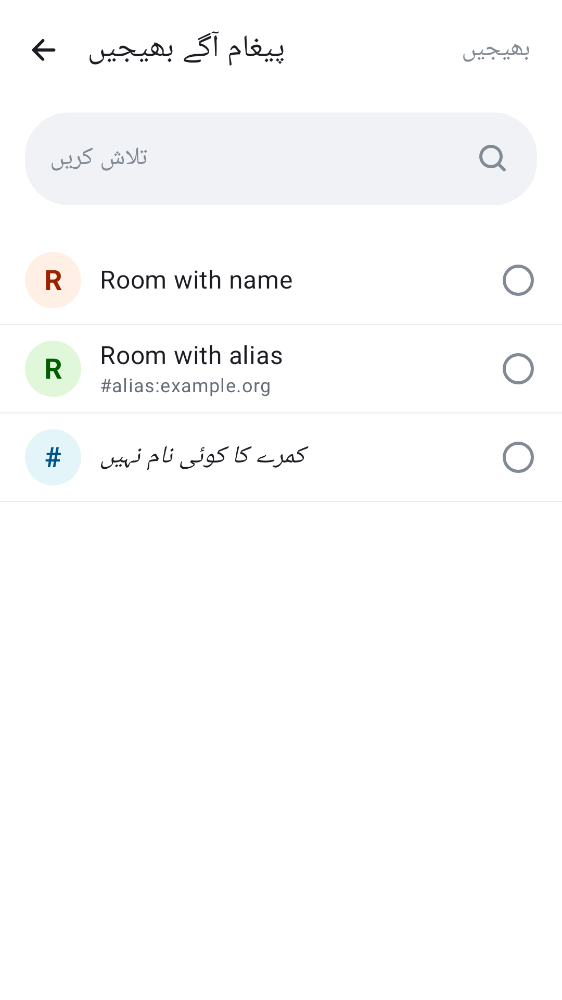 پیغام آگے بھیجیں
بھیجیں
تلاش کریں
R
Room with name
R
Room with alias
#alias:example.org
#
کمرے کا کوئی نام نہیں